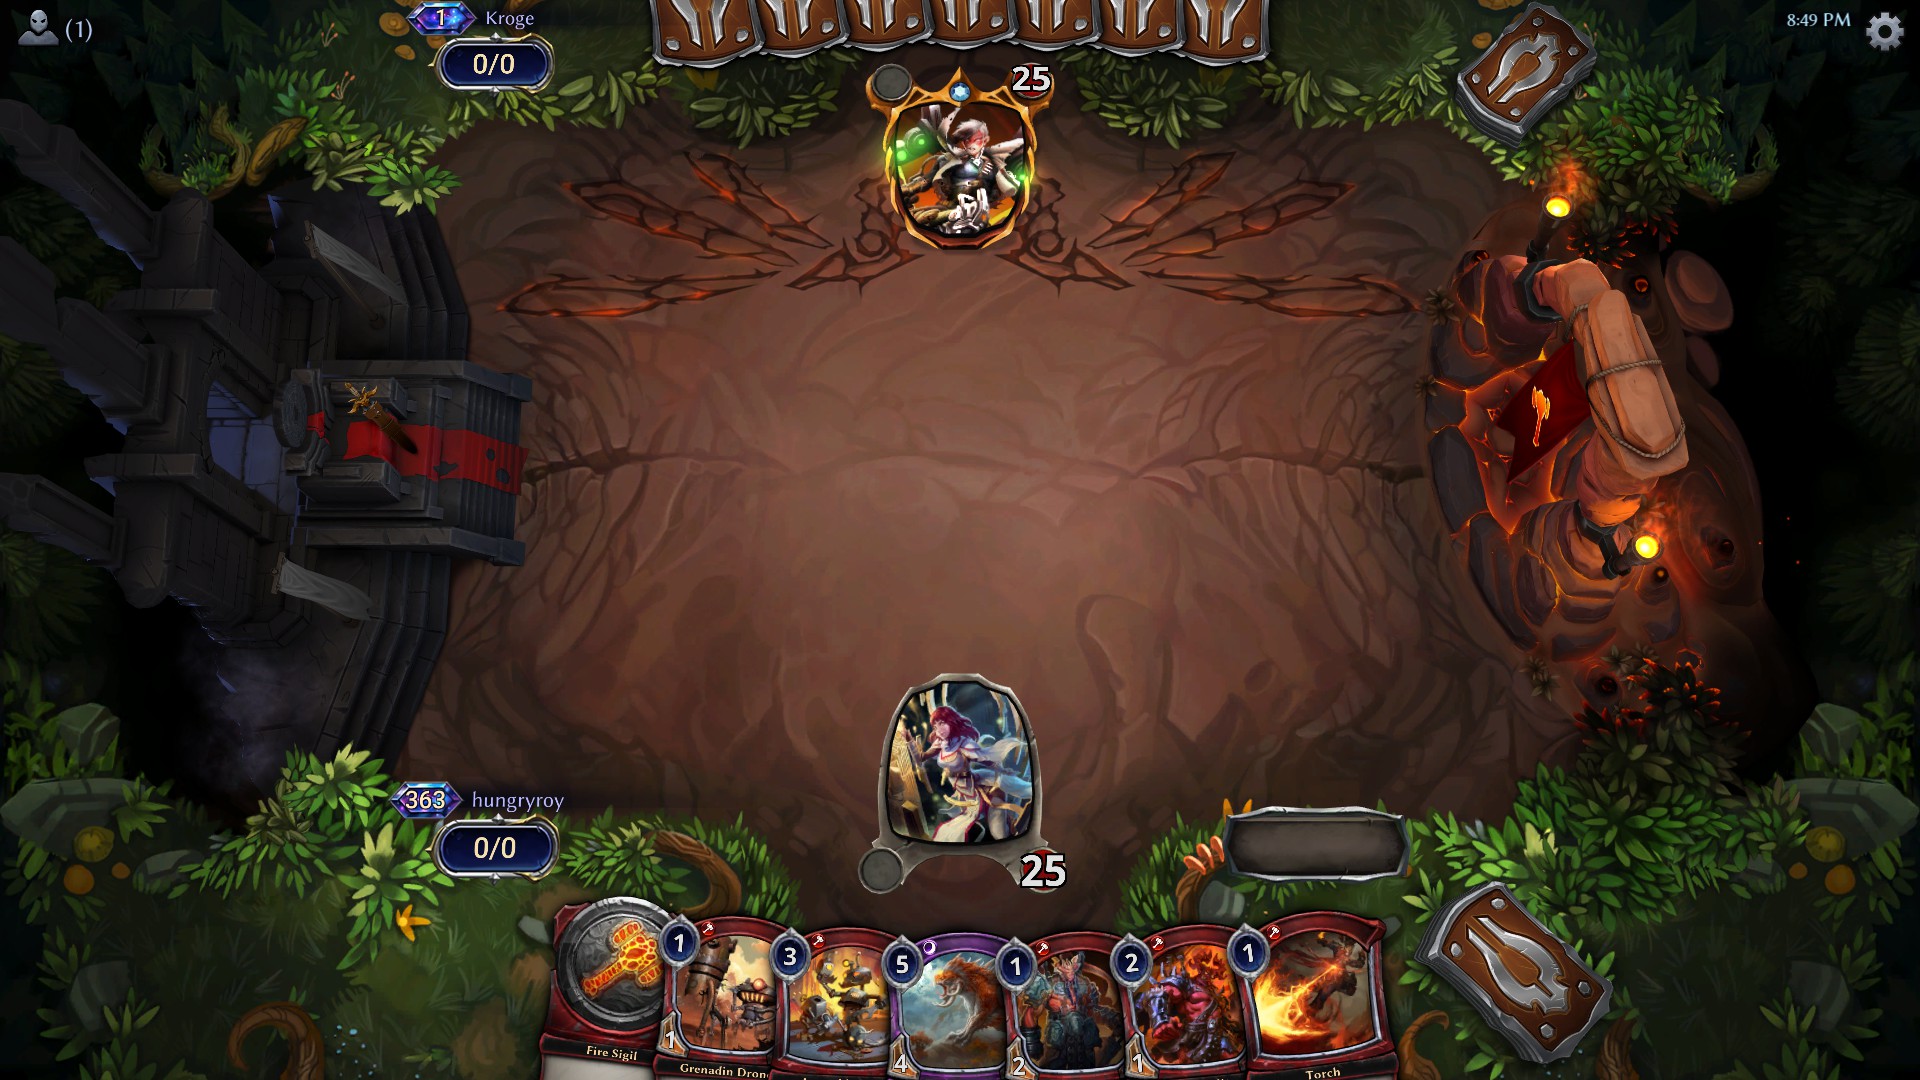 (1)
1
Kroge
0/0
25
8:49 PM
363
hungryroy
0/0
25
Fire Sigil
1
1
Grenadin Dron
3
5
4
1
2
2
1
1
Torch